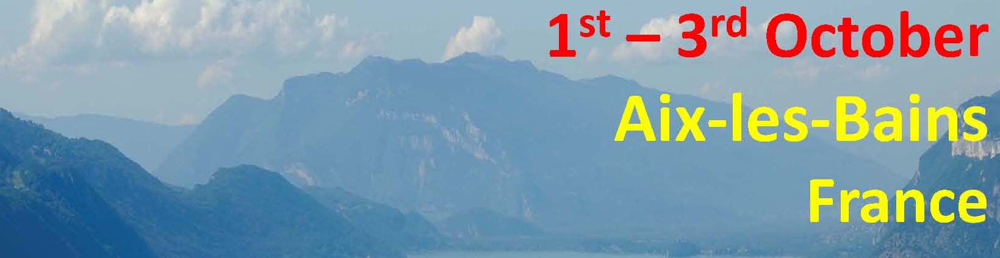 1st – 3rd October
Aix-les-Bains
France